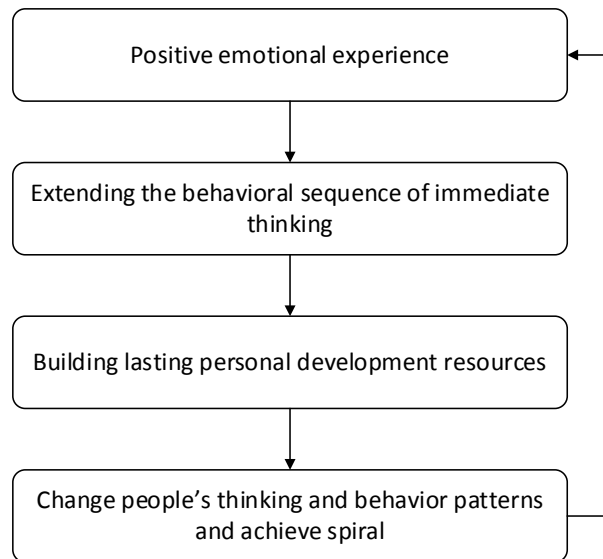 Positive emotional experience
Extending the behavioral sequence of immediate
thinking
Building lasting personal development resources
Change people’s thinking and behavior patterns
and achieve spiral